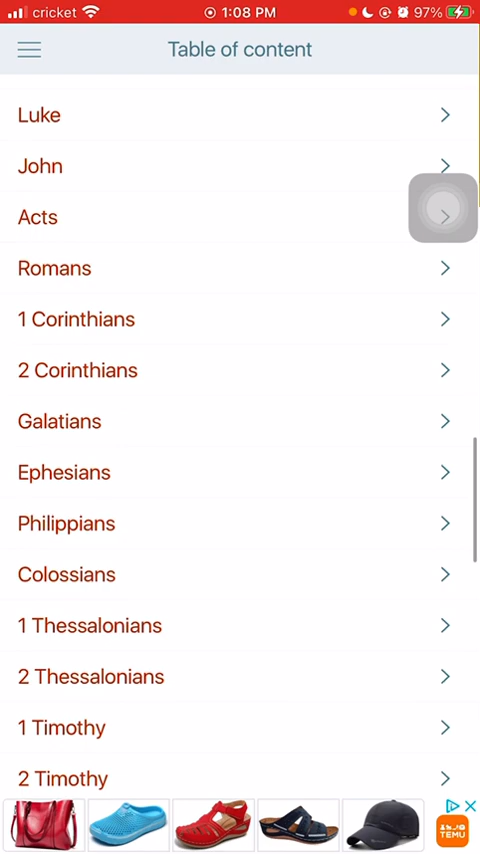 cricket 1:08 PM 97%
Table of content
Luke
John
Acts
Romans
1 Corinthians
2 Corinthians
Galatians
Ephesians
Philippians
Colossians
1 Thessalonians
2 Thessalonians
1 Timothy
2 Timothy
TEMU